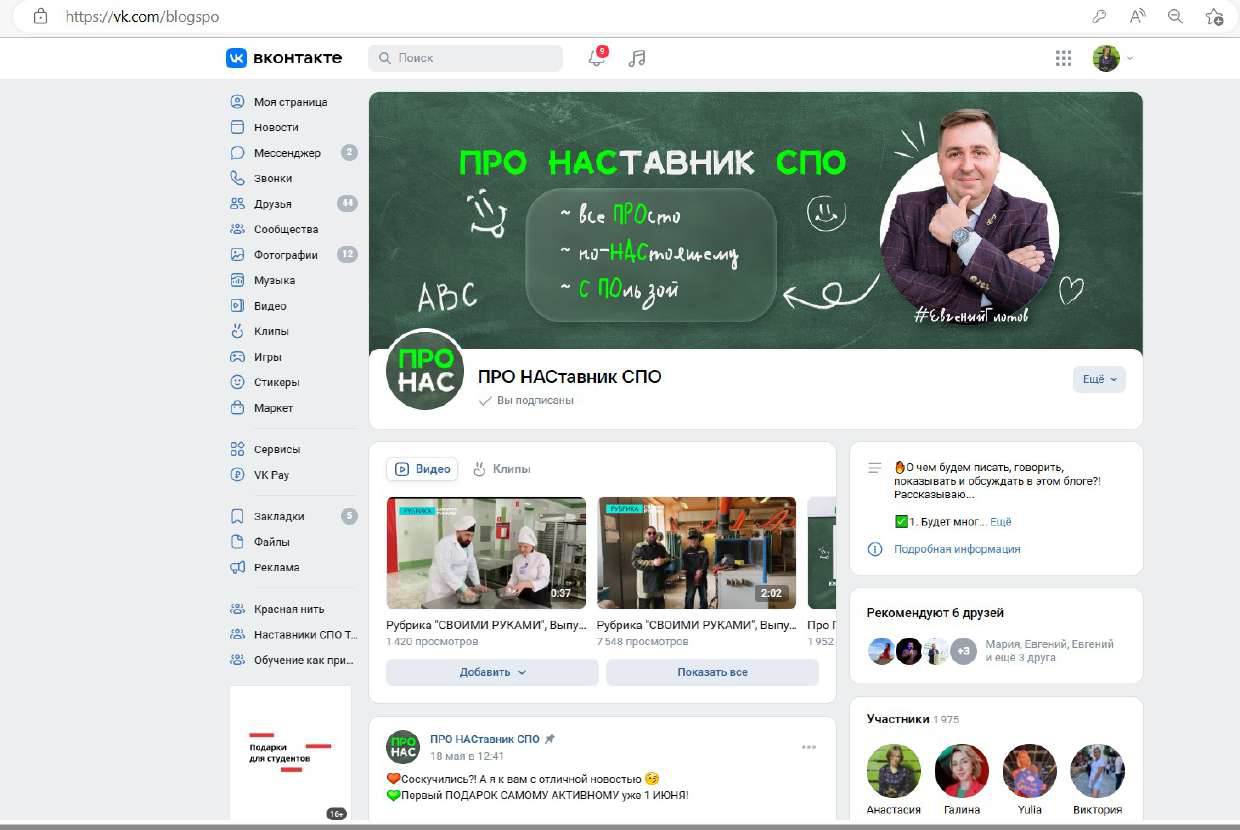 https://vk.com/blogspo
A
ВКОНТАКТЕ
Поиск
9
Моя страница
Новости
Мессенджер 2
Звонки
Друзья 44
Сообщества
Фотографии 12
Музыка
Видео
Клипы
Игры
Стикеры
Маркет
Сервисы
VK Pay
Закладки 5
Файлы
Реклама
Красная нить
Наставники СПО Т...
Обучение как при...
Подарки
для студентов
16+
ПРО НАСТАВНИК СПО
~ все ПРОсто
~ по-НАСтоящему
~ С ПОльзой
ABC
#ЕвгенийГлотов
ПРО
НАС
ПРО НАСтавник СПО
Вы подписаны
Ещё
Видео Клипы
РУБРИКА
0:37
РУБРИКА
2:02
Рубрика "СВОИМИ РУКАМИ", Выпу...
1 420 просмотров
Рубрика "СВОИМИ РУКАМИ", Выпу...
7 548 просмотров
Про
1 952
Добавить Показать все
ПРО
НАС
ПРО НАСтавник СПО
18 мая в 12:41
Соскучились?! А я к вам с отличной новостью
Первый ПОДАРОК САМОМУ АКТИВНОМУ уже 1 ИЮНЯ!
О чем будем писать, говорить,
показывать и обсуждать в этом блоге?!
Рассказываю...
1. Будет мног... Ещё
Подробная информация
Рекомендуют 6 друзей
+3
Мария, Евгений, Евгений
и ещё 3 друга
Участники 1 975
Анастасия Галина Yulia Виктория